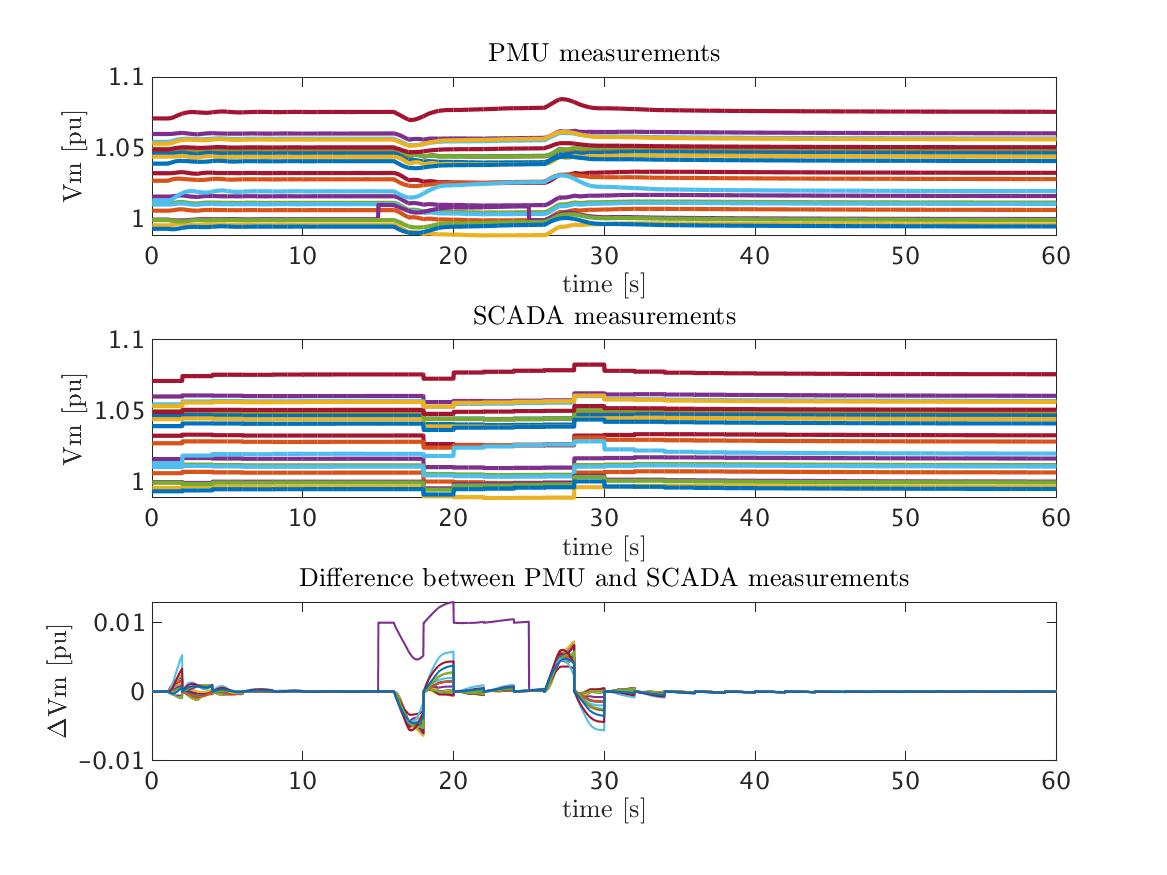 PMU measurements
1.1
1.05
1
Vm [pu]
0 10 20 30 40 50 60
time [s]
SCADA measurements
1.1
1.05
1
Vm [pu]
0 10 20 30 40 50 60
time [s]
Difference between PMU and SCADA measurements
0.01
0
-0.01
ΔVm [pu]
0 10 20 30 40 50 60
time [s]